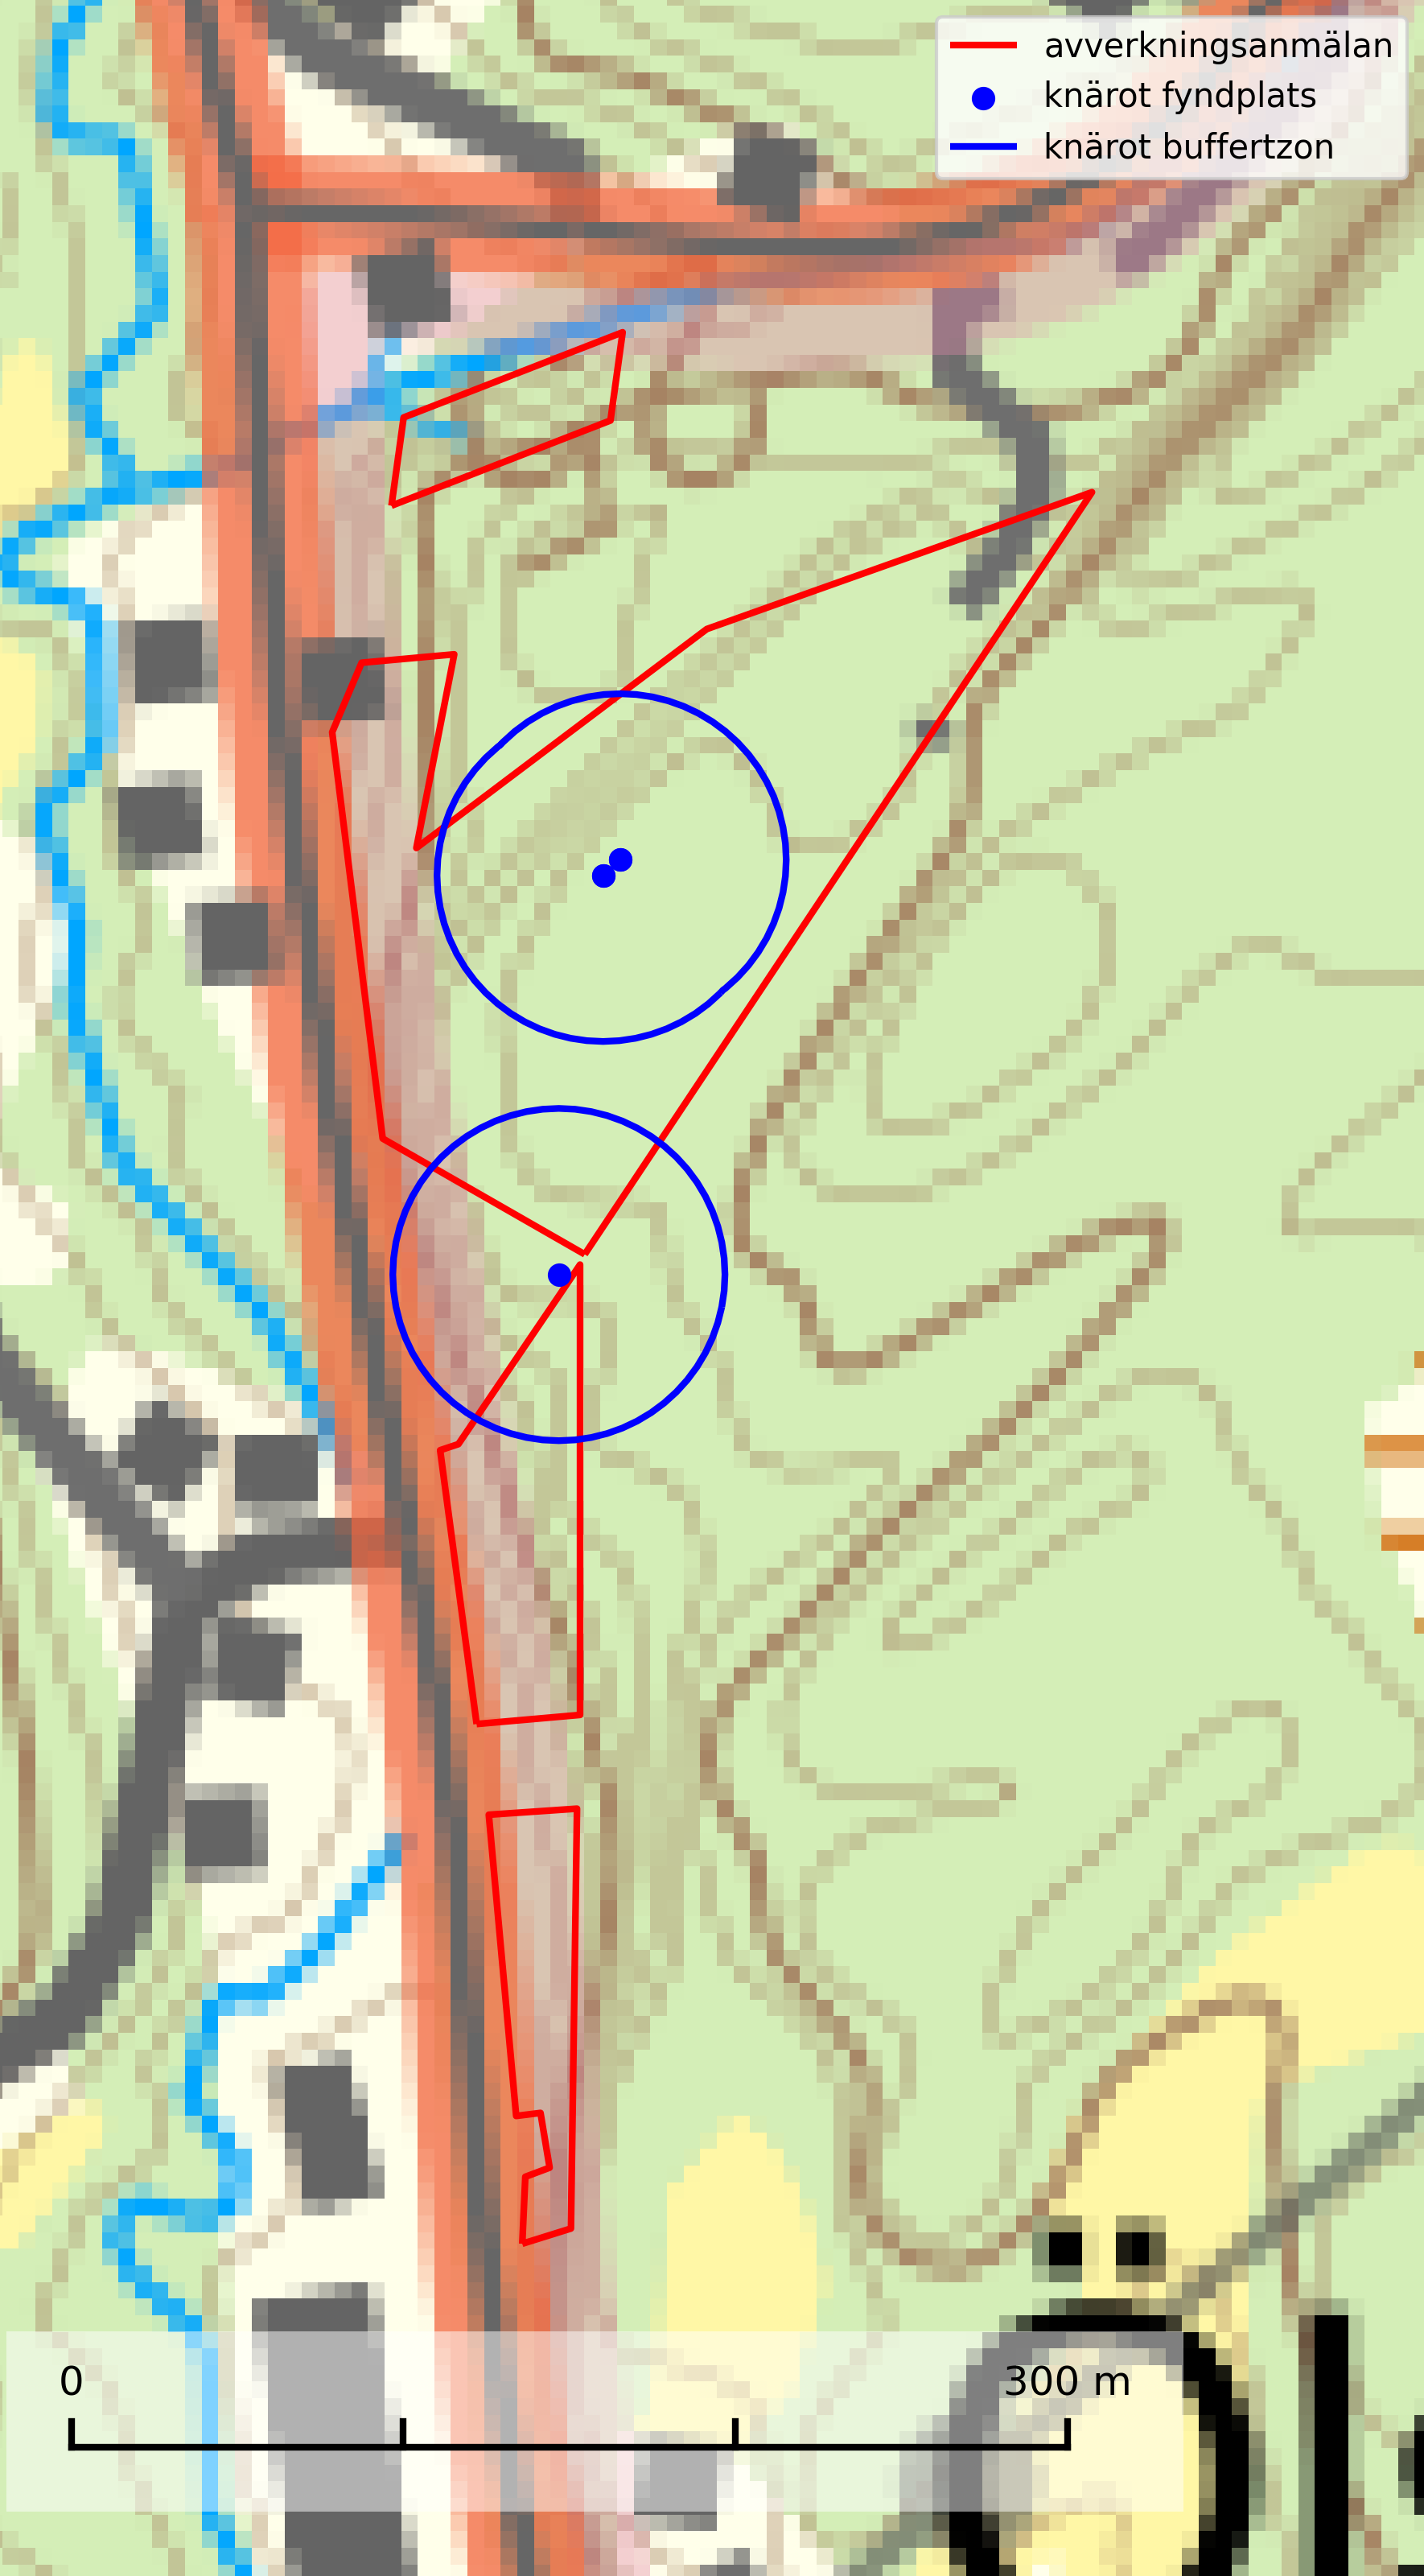 avverkningsanmälan
knärot fyndplats
knärot buffertzon
0
300 m